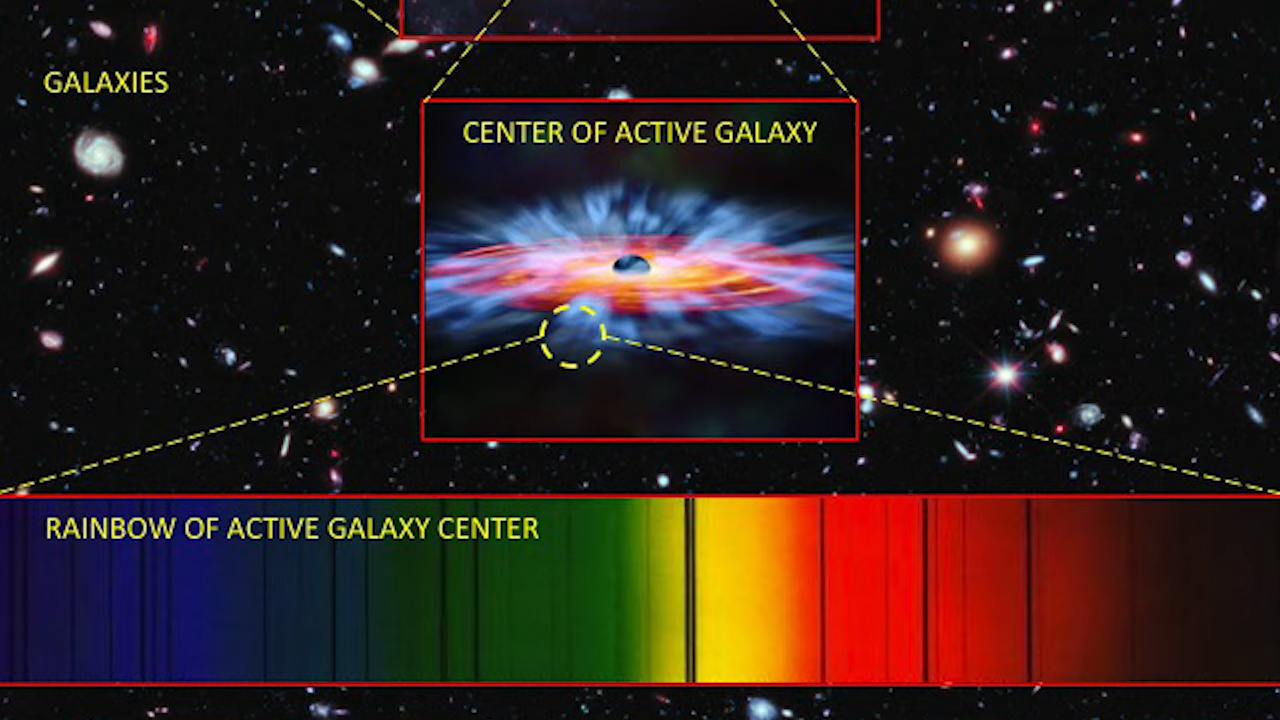 GALAXIES
CENTER OF ACTIVE GALAXY
RAINBOW OF ACTIVE GALAXY CENTER